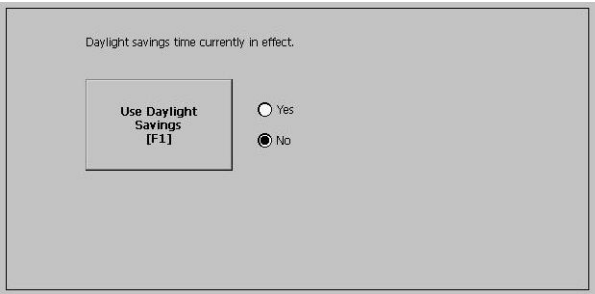 Daylight savings time currently in effect.
Use Daylight
Savings
[F1]
Yes
No